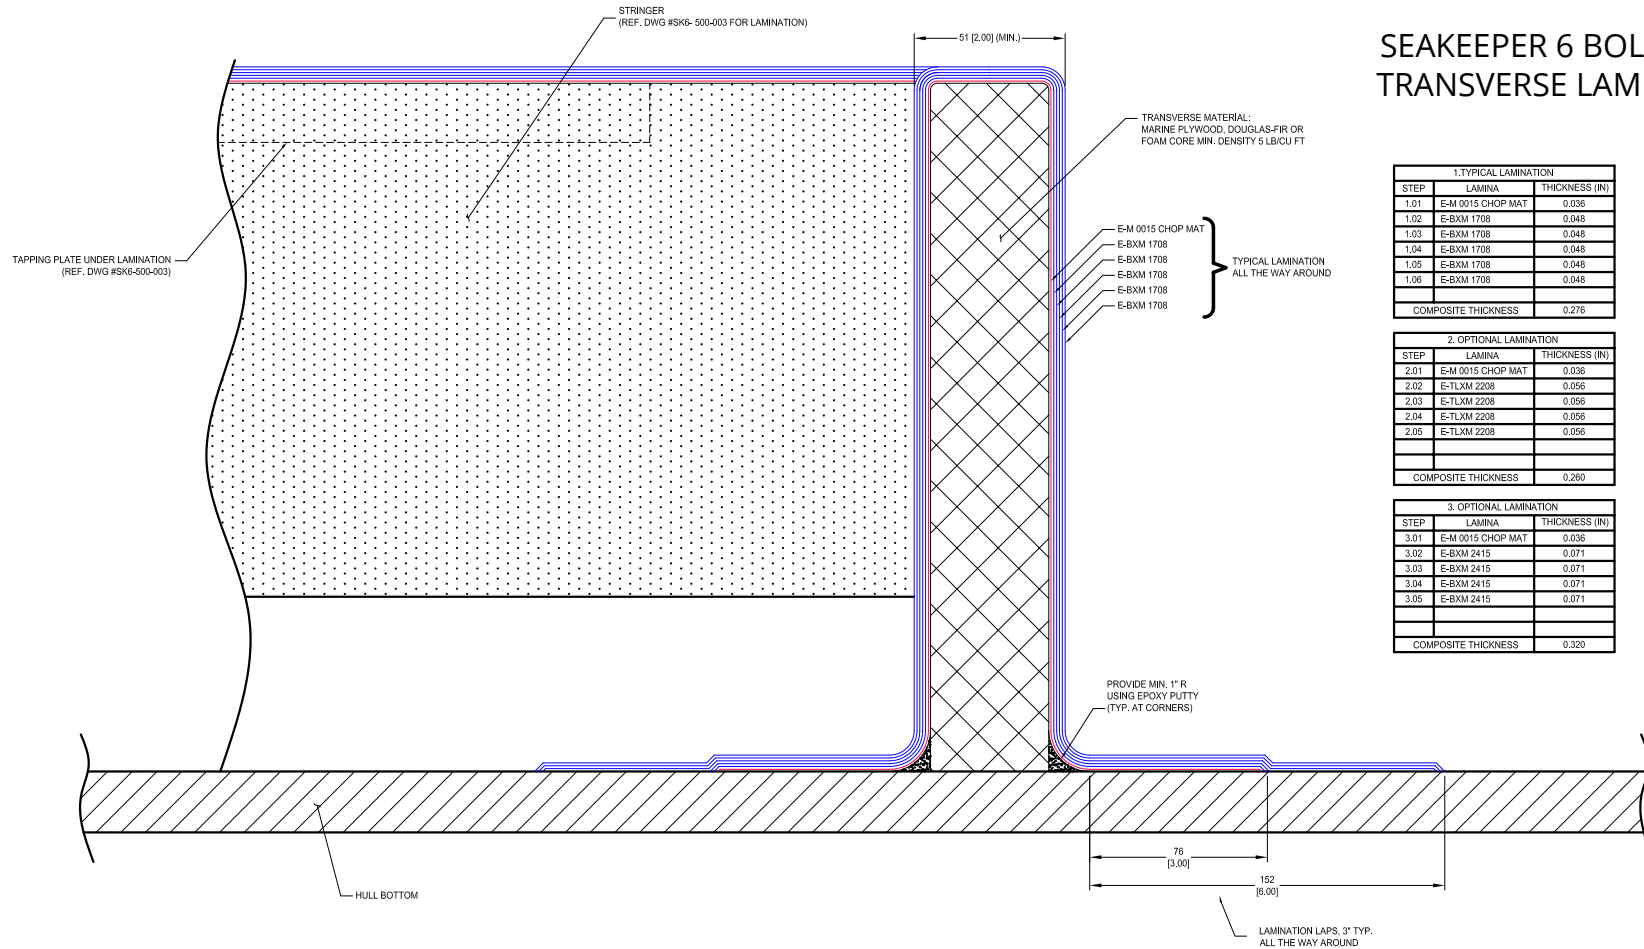 STRINGER
(REF. DWG #SK6- 500-003 FOR LAMINATION)
51 [2.00] (MIN.)
SEAKEEPER 6 BOL
TRANSVERSE LAM
TRANSVERSE MATERIAL:
MARINE PLYWOOD, DOUGLAS-FIR OR
FOAM CORE MIN. DENSITY 5 LB/CU FT
TAPPING PLATE UNDER LAMINATION
(REF. DWG #SK6-500-003)
E-M 0015 CHOP MAT
E-BXM 1708
E-BXM 1708
E-BXM 1708
E-BXM 1708
E-BXM 1708
TYPICAL LAMINATION
ALL THE WAY AROUND
1.TYPICAL LAMINATION
STEP LAMINA THICKNESS (IN)
1.01 E-M 0015 CHOP MAT 0.036
1.02 E-BXM 1708 0.048
1.03 E-BXM 1708 0.048
1.04 E-BXM 1708 0.048
1.05 E-BXM 1708 0.048
1.06 E-BXM 1708 0.048
COMPOSITE THICKNESS 0.276
2. OPTIONAL LAMINATION
STEP LAMINA THICKNESS (IN)
2.01 E-M 0015 CHOP MAT 0.036
2.02 E-TLXM 2208 0.056
2.03 E-TLXM 2208 0.056
2.04 E-TLXM 2208 0.056
2.05 E-TLXM 2208 0.056
COMPOSITE THICKNESS 0.260
3. OPTIONAL LAMINATION
STEP LAMINA THICKNESS (IN)
3.01 E-M 0015 CHOP MAT 0.036
3.02 E-BXM 2415 0.071
3.03 E-BXM 2415 0.071
3.04 E-BXM 2415 0.071
3.05 E-BXM 2415 0.071
COMPOSITE THICKNESS 0.320
PROVIDE MIN. 1" R
USING EPOXY PUTTY
(TYP. AT CORNERS)
76
[3.00]
152
[6.00]
HULL BOTTOM
LAMINATION LAPS, 3" TYP.
ALL THE WAY AROUND